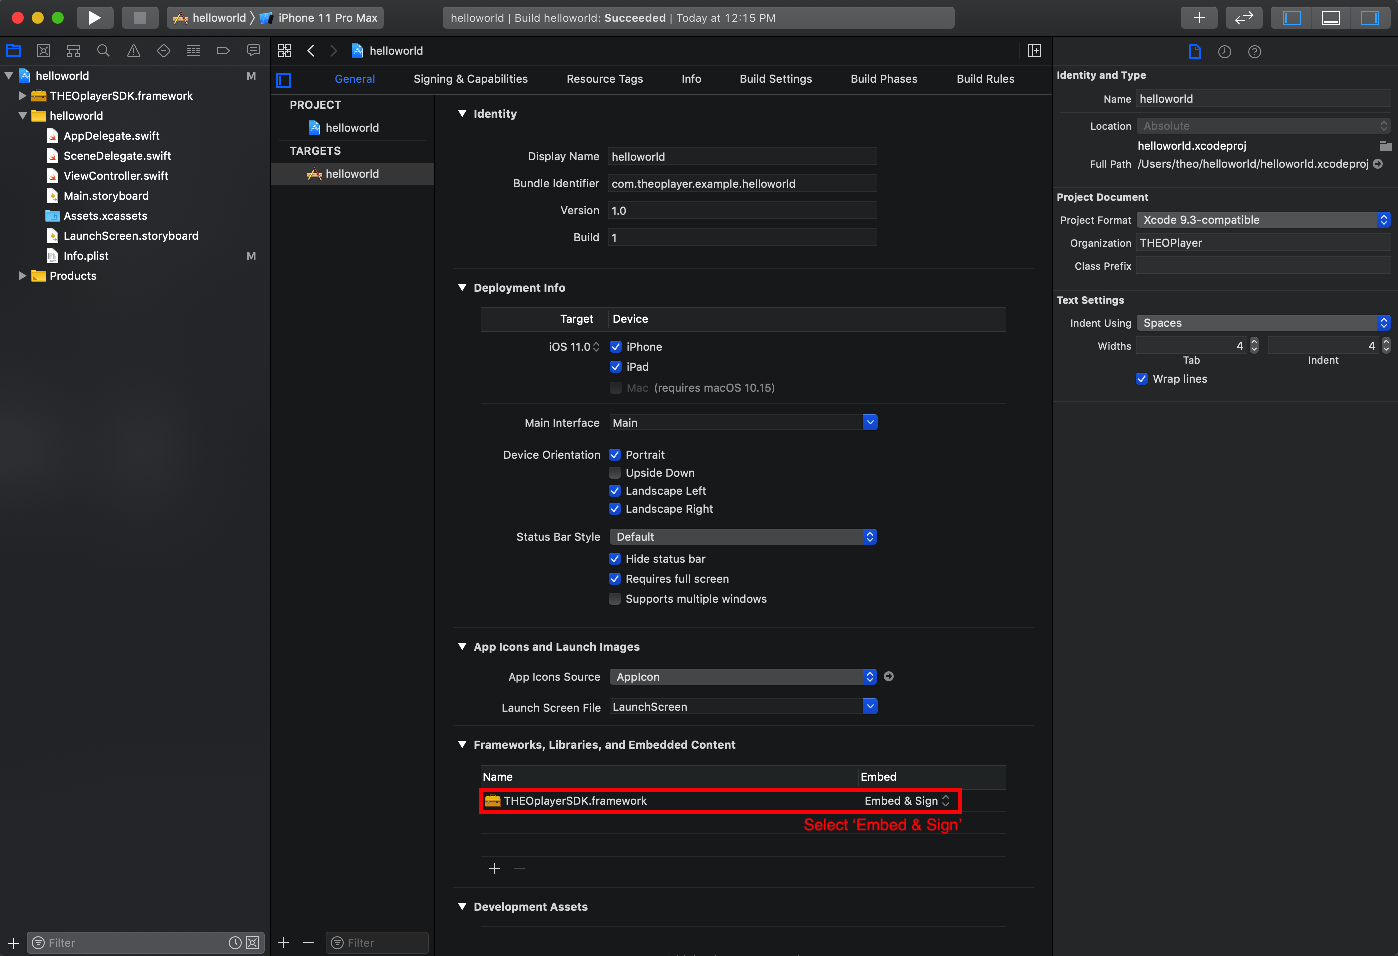 helloworld 〉 iPhone 11 Pro Max
helloworld | Build helloworld: Succeeded | Today at 12:15 PM
helloworld M
THEOplayerSDK.framework
helloworld
AppDelegate.swift
SceneDelegate.swift
ViewController.swift
Main.storyboard
Assets.xcassets
LaunchScreen.storyboard
Info.plist M
Products
Filter
helloworld
General Signing & Capabilities Resource Tags Info Build Settings Build Phases Build Rules
PROJECT
helloworld
TARGETS
helloworld
Filter
Identity
Display Name helloworld
Bundle Identifier com.theoplayer.example.helloworld
Version 1.0
Build 1
Deployment Info
Target Device
iOS 11.0 iPhone
iPad
Mac (requires macOS 10.15)
Main Interface Main
Device Orientation Portrait
Upside Down
Landscape Left
Landscape Right
Status Bar Style Default
Hide status bar
Requires full screen
Supports multiple windows
App Icons and Launch Images
App Icons Source AppIcon
Launch Screen File LaunchScreen
Frameworks, Libraries, and Embedded Content
Name Embed
THEOplayerSDK.framework Embed & Sign
Select 'Embed & Sign'
Development Assets
Identity and Type
Name helloworld
Location Absolute
helloworld.xcodeproj
Full Path /Users/theo/helloworld/helloworld.xcodeproj
Project Document
Project Format Xcode 9.3-compatible
Organization THEOPlayer
Class Prefix
Text Settings
Indent Using Spaces
Widths 4 4
Tab Indent
Wrap lines